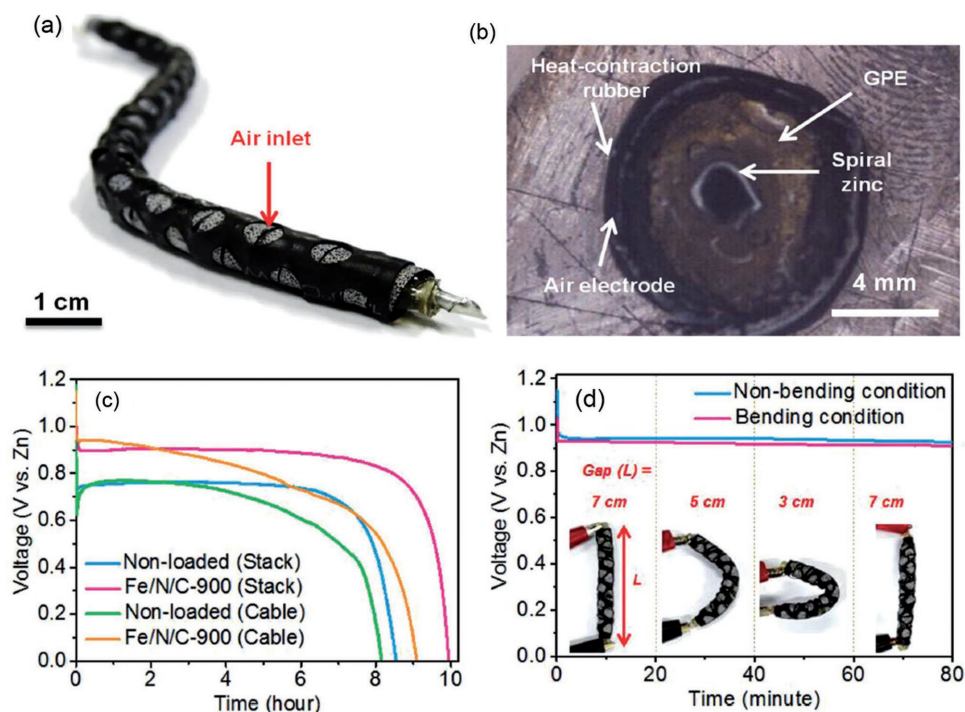 (a)
Air inlet
1 cm
(b)
Heat-contraction
rubber
GPE
Spiral
zinc
Air electrode
4 mm
(c)
Voltage (V vs. Zn)
1.2
1.0
0.8
0.6
0.4
0.2
0.0
Non-loaded (Stack)
Fe/N/C-900 (Stack)
Non-loaded (Cable)
Fe/N/C-900 (Cable)
0 2 4 6 8 10
Time (hour)
(d)
Voltage (V vs. Zn)
1.2
1.0
0.8
0.6
0.4
0.2
0.0
Non-bending condition
Bending condition
Gap (L) =
7 cm 5 cm 3 cm 7 cm
L
0 20 40 60 80
Time (minute)